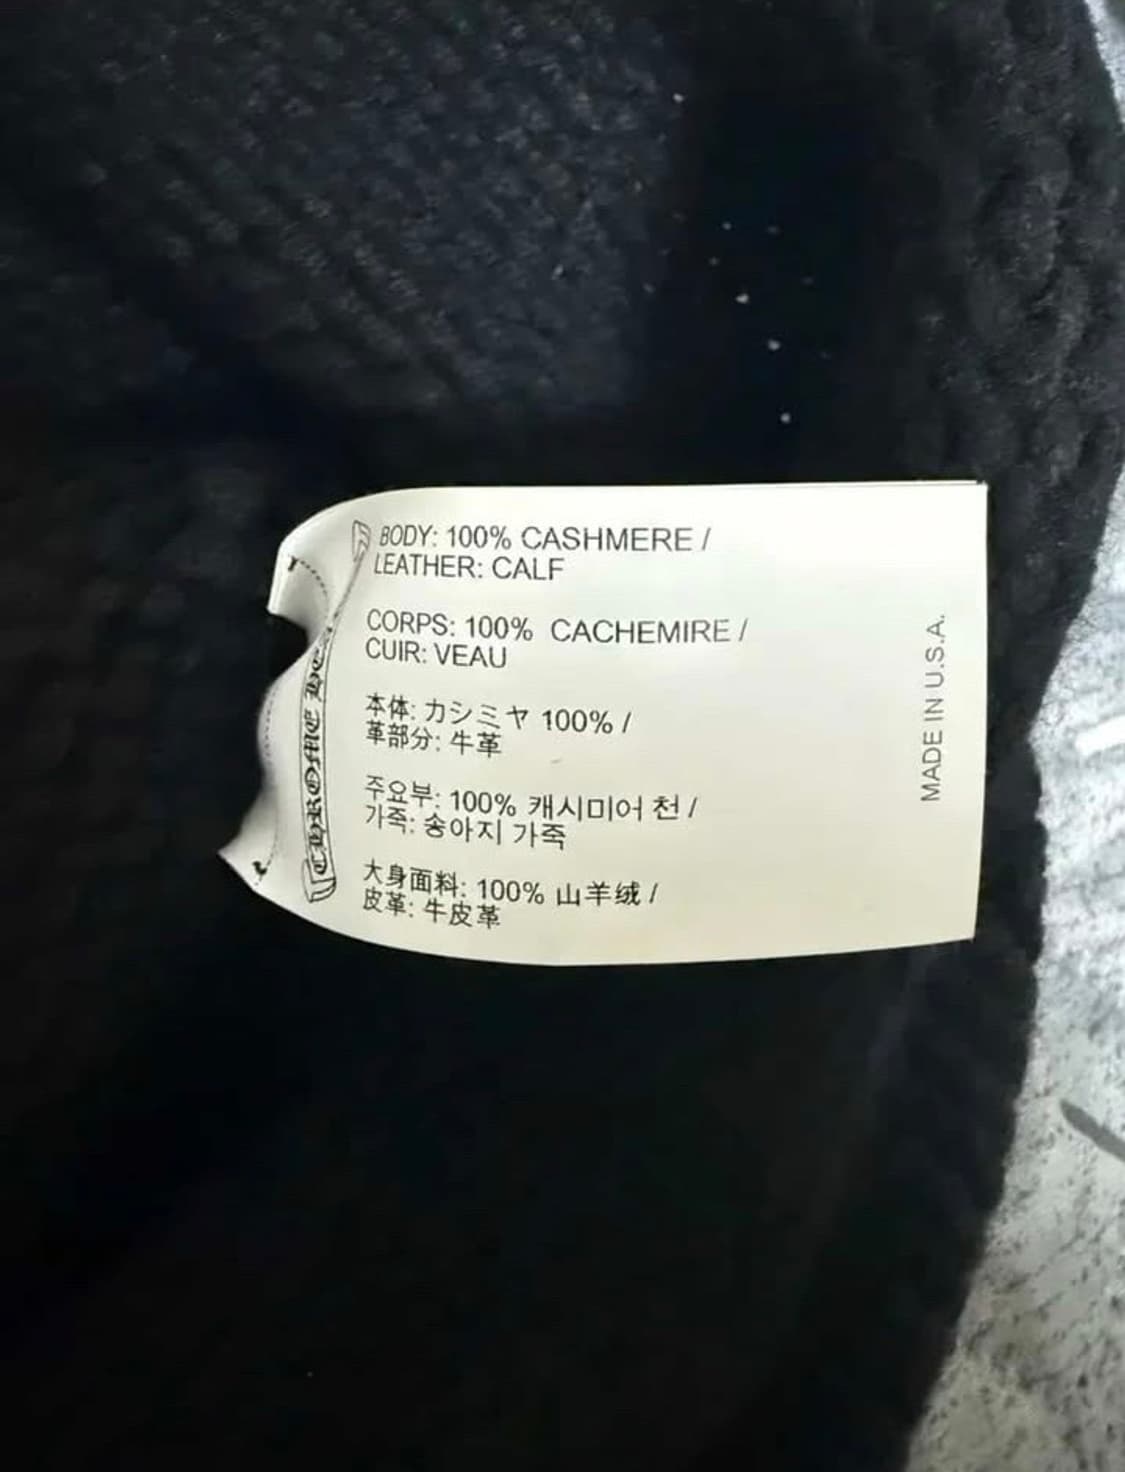 BODY: 100% CASHMERE /
LEATHER: CALF
CORPS: 100% CACHEMIRE /
CUIR: VEAU
本体: カシミヤ 100% /
革部分: 牛革
주요부: 100% 캐시미어 천 /
가죽: 송아지 가죽
大身面料: 100% 山羊绒 /
皮革: 牛皮革
MADE IN U.S.A.
CHROME